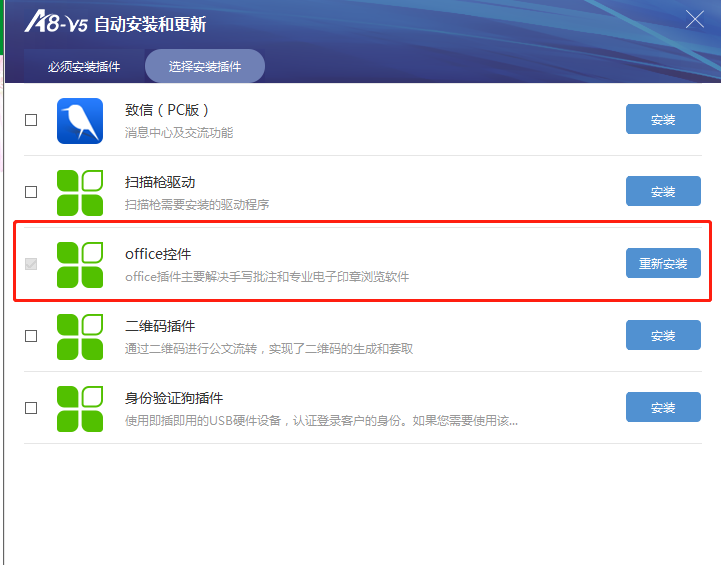 A8-V5 自动安装和更新
必须安装插件
选择安装插件
致信（PC版）
消息中心及交流功能
安装
扫描枪驱动
扫描枪需要安装的驱动程序
安装
office控件
office插件主要解决手写批注和专业电子印章浏览软件
重新安装
二维码插件
通过二维码进行公文流转，实现了二维码的生成和套取
安装
身份验证狗插件
使用即插即用的USB硬件设备，认证登录客户的身份。如果您需要使用该...
安装